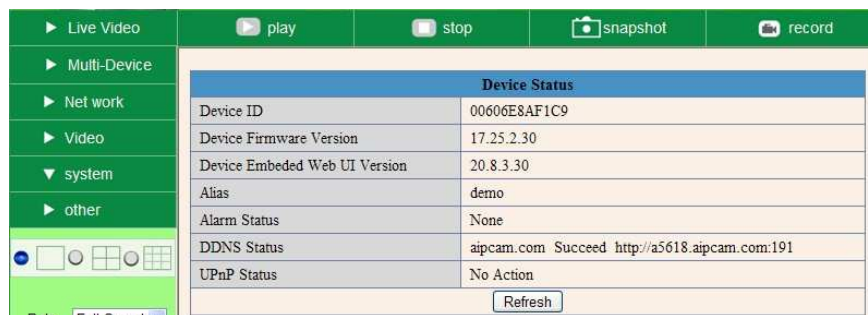 Live Video
play
stop
snapshot
record
Multi-Device
Net work
Video
system
other
Device Status
Device ID 00606E8AF1C9
Device Firmware Version 17.25.2.30
Device Embeded Web UI Version 20.8.3.30
Alias demo
Alarm Status None
DDNS Status aipcam.com Succeed http://a5618.aipcam.com:191
UPnP Status No Action
Refresh